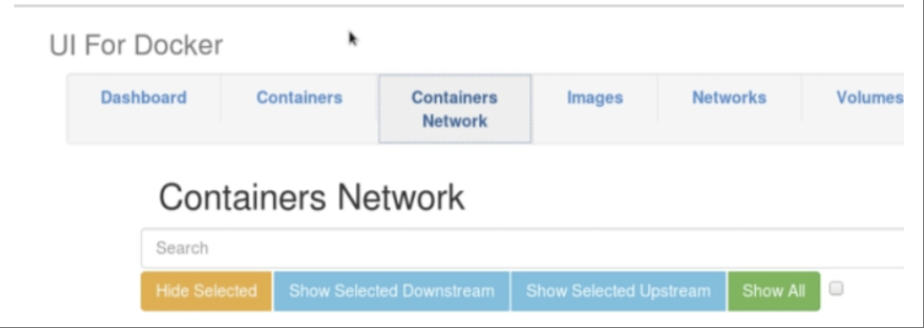 UI For Docker
Dashboard Containers Containers Network Images Networks Volumes
Containers Network
Search
Hide Selected Show Selected Downstream Show Selected Upstream Show All